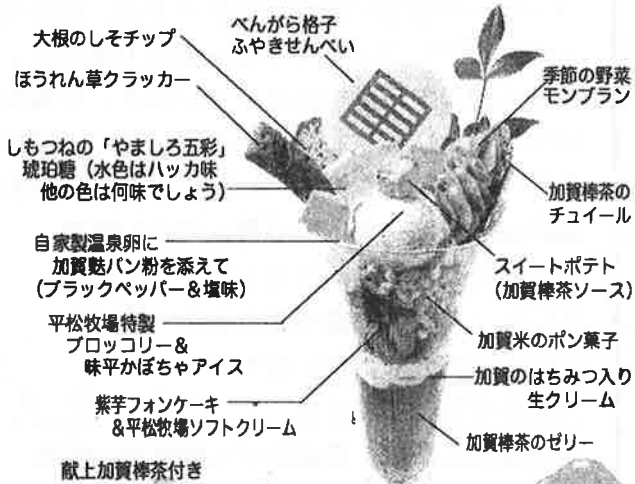 べんがら格子
ふやきせんべい
大根のしそチップ
ほうれん草クラッカー
季節の野菜
モンブラン
しもつねの「やましろ五彩」
琥珀糖（水色はハッカ味
他の色は何味でしょう）
加賀棒茶の
チュイール
自家製温泉卵に
加賀麩パン粉を添えて
（ブラックペッパー＆塩味）
スイートポテト
（加賀棒茶ソース）
平松牧場特製
ブロッコリー＆
味平かぼちゃアイス
加賀米のポン菓子
加賀のはちみつ入り
生クリーム
紫芋フォンケーキ
＆平松牧場ソフトクリーム
加賀棒茶のゼリー
献上加賀棒茶付き